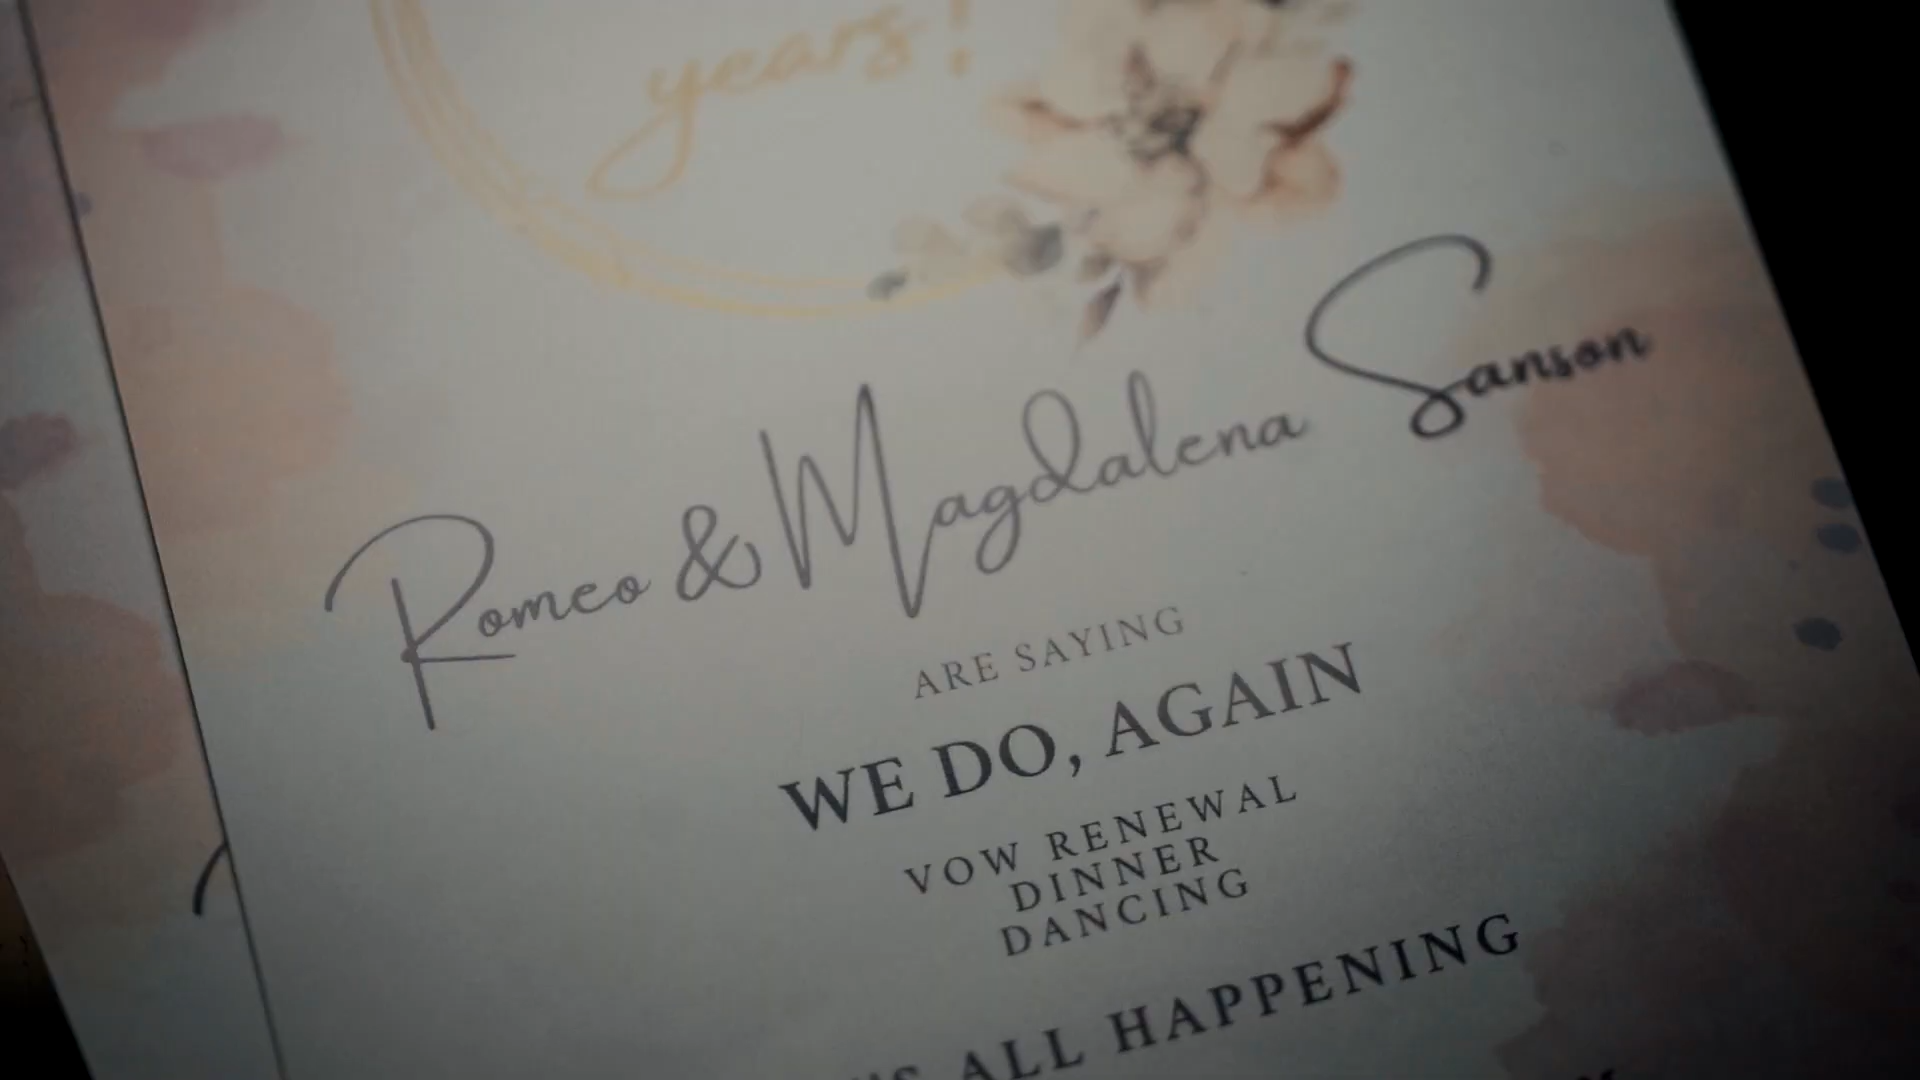 years!
Romeo & Magdalena Sanson
ARE SAYING
WE DO, AGAIN
VOW RENEWAL
DINNER
DANCING
ALL HAPPENING